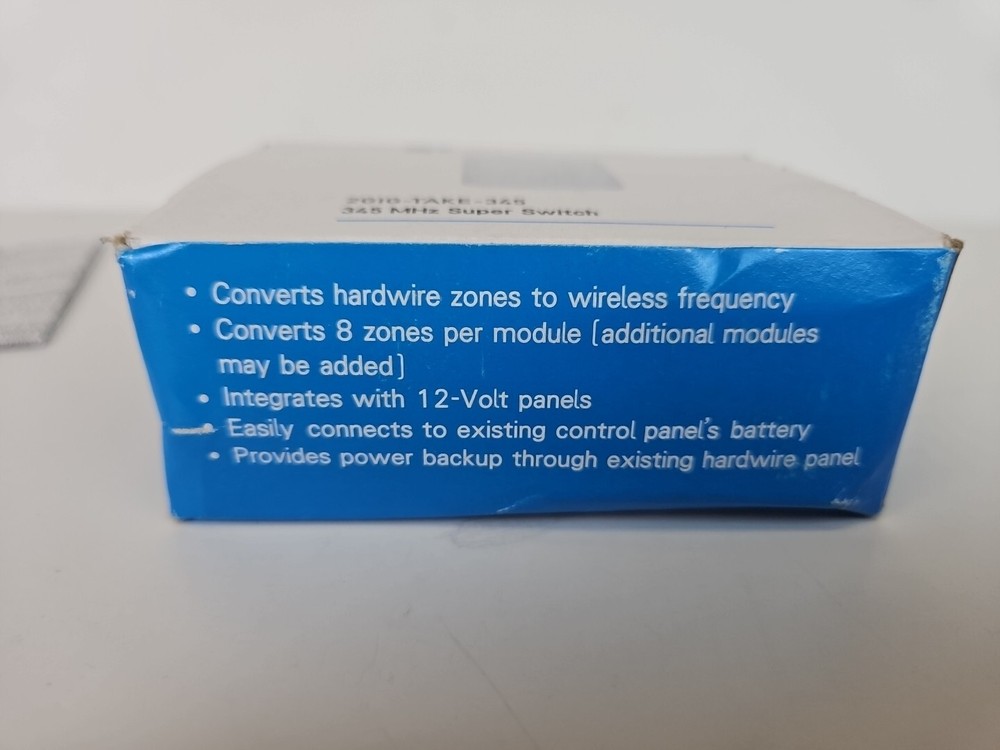 2GIG-TAKE-345
345 MHz Super Switch
• Converts hardwire zones to wireless frequency
• Converts 8 zones per module (additional modules
may be added)
• Integrates with 12-Volt panels
• Easily connects to existing control panel's battery
• Provides power backup through existing hardwire panel